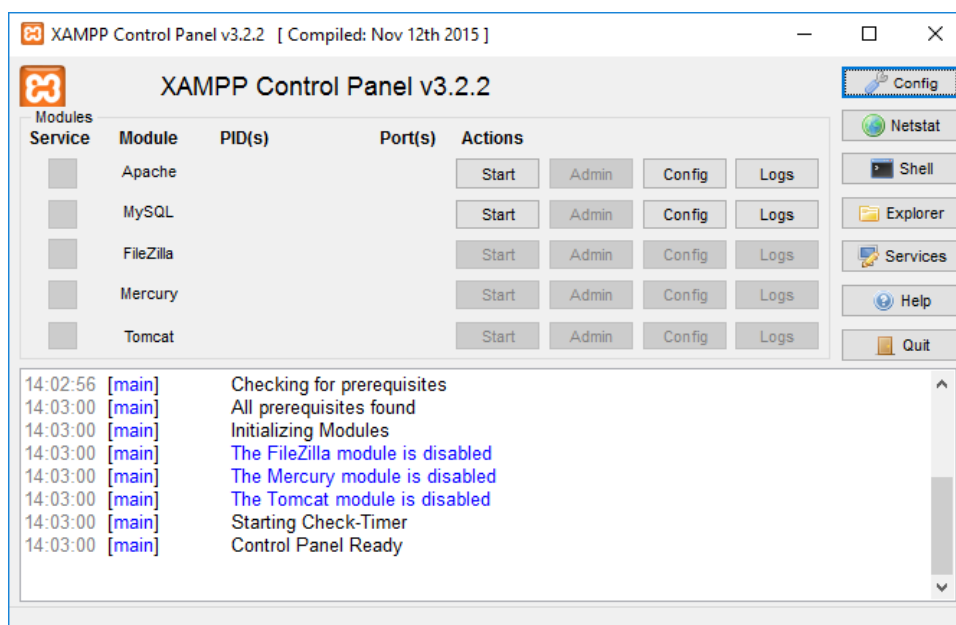 XAMPP Control Panel v3.2.2 [ Compiled: Nov 12th 2015 ]
XAMPP Control Panel v3.2.2
Config
Modules
Netstat
Service Module PID(s) Port(s) Actions
Shell
Apache Start Admin Config Logs
MySQL Start Admin Config Logs
Explorer
FileZilla Start Admin Config Logs
Services
Mercury Start Admin Config Logs
Help
Tomcat Start Admin Config Logs
Quit
14:02:56 [main] Checking for prerequisites
14:03:00 [main] All prerequisites found
14:03:00 [main] Initializing Modules
14:03:00 [main] The FileZilla module is disabled
14:03:00 [main] The Mercury module is disabled
14:03:00 [main] The Tomcat module is disabled
14:03:00 [main] Starting Check-Timer
14:03:00 [main] Control Panel Ready